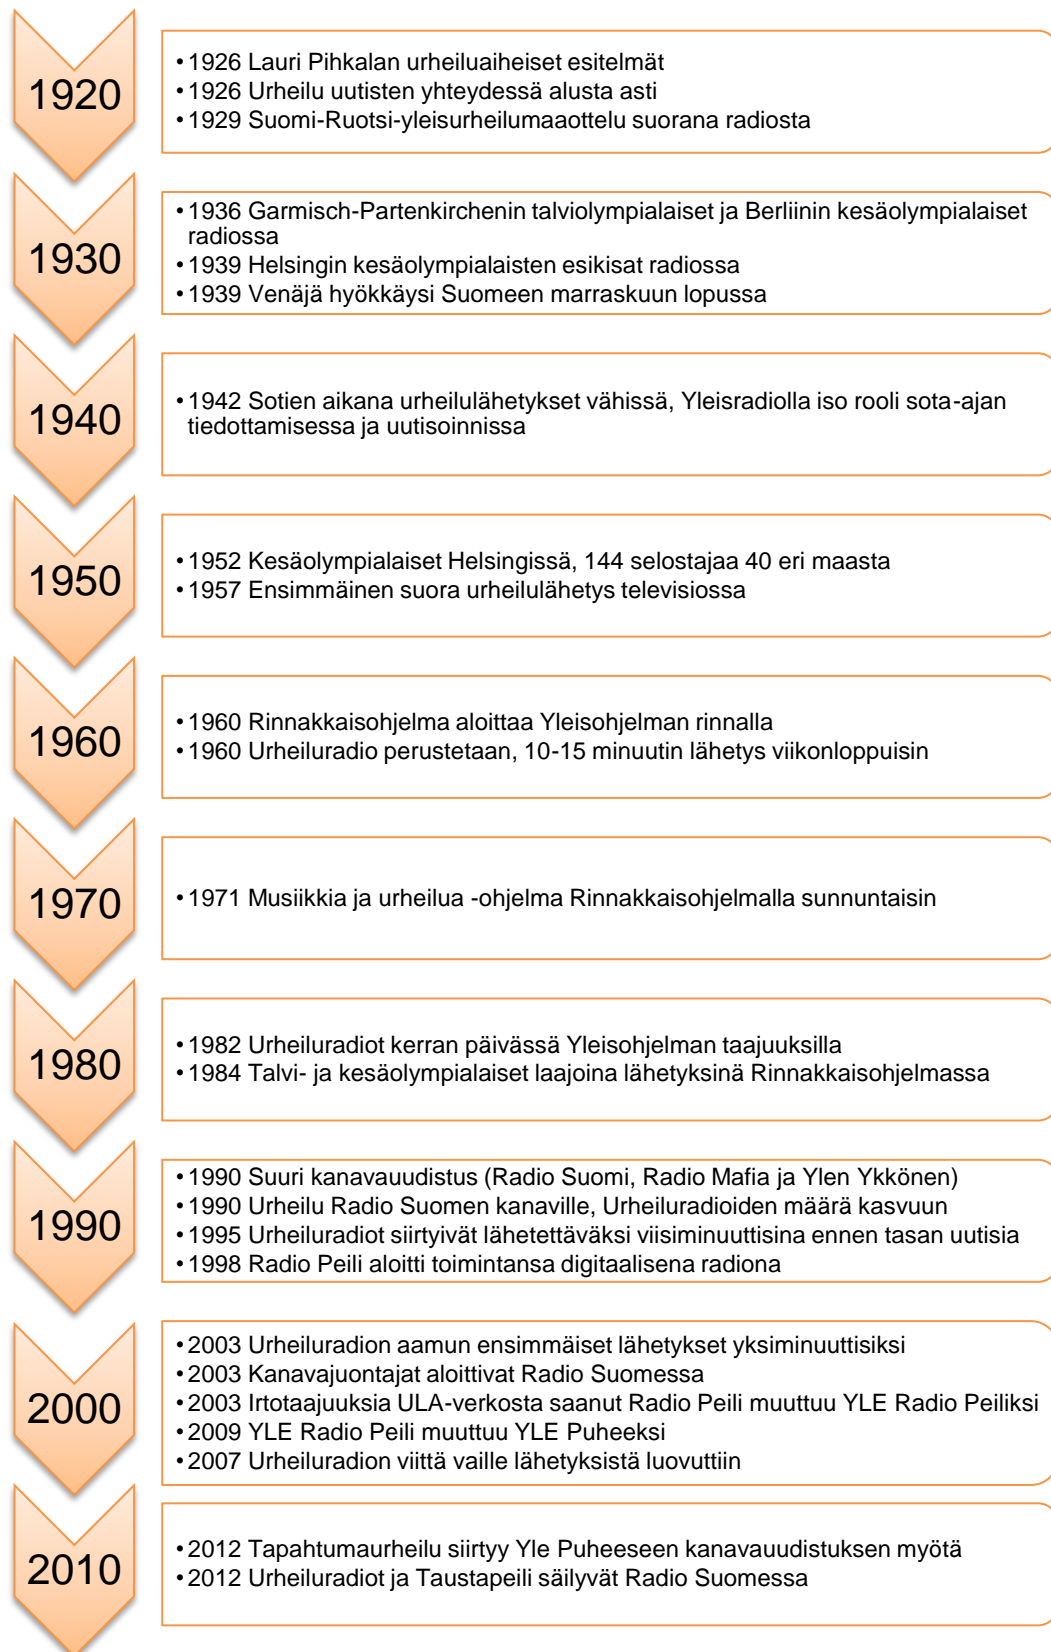 1920
•1926 Lauri Pihkalan urheiluaiheiset esitelmät
•1926 Urheilu uutisten yhteydessä alusta asti
•1929 Suomi-Ruotsi-yleisurheilumaaottelu suorana radiosta
1930
•1936 Garmisch-Partenkirchenin talviolympialaiset ja Berliinin kesäolympialaiset
radiossa
•1939 Helsingin kesäolympialaisten esikisat radiossa
•1939 Venäjä hyökkäysi Suomeen marraskuun lopussa
1940
•1942 Sotien aikana urheilulähetykset vähissä, Yleisradiolla iso rooli sota-ajan
tiedottamisessa ja uutisoinnissa
1950
•1952 Kesäolympialaiset Helsingissä, 144 selostajaa 40 eri maasta
•1957 Ensimmäinen suora urheilulähetys televisiossa
1960
•1960 Rinnakkaisohjelma aloittaa Yleisohjelman rinnalla
•1960 Urheiluradio perustetaan, 10-15 minuutin lähetys viikonloppuisin
1970
•1971 Musiikkia ja urheilua -ohjelma Rinnakkaisohjelmalla sunnuntaisin
1980
•1982 Urheiluradiot kerran päivässä Yleisohjelman taajuuksilla
•1984 Talvi- ja kesäolympialaiset laajoina lähetyksinä Rinnakkaisohjelmassa
1990
•1990 Suuri kanavauudistus (Radio Suomi, Radio Mafia ja Ylen Ykkönen)
•1990 Urheilu Radio Suomen kanaville, Urheiluradioiden määrä kasvuun
•1995 Urheiluradiot siirtyivät lähetettäväksi viisiminuuttisina ennen tasan uutisia
•1998 Radio Peili aloitti toimintansa digitaalisena radiona
2000
•2003 Urheiluradion aamun ensimmäiset lähetykset yksiminuuttisiksi
•2003 Kanavajuontajat aloittivat Radio Suomessa
•2003 Irtotaajuuksia ULA-verkosta saanut Radio Peili muuttuu YLE Radio Peiliksi
•2009 YLE Radio Peili muuttuu YLE Puheeksi
•2007 Urheiluradion viittä vaille lähetyksistä luovuttiin
2010
•2012 Tapahtumaurheilu siirtyy Yle Puheeseen kanavauudistuksen myötä
•2012 Urheiluradiot ja Taustapeili säilyvät Radio Suomessa